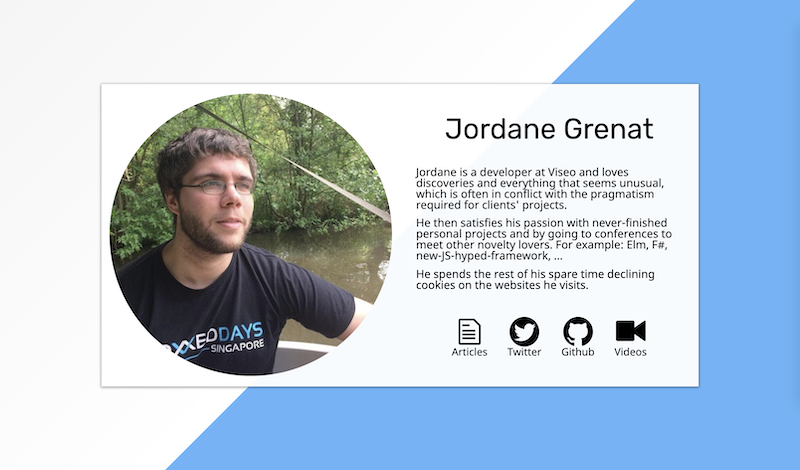 Jordane Grenat
Jordane is a developer at Viseo and loves
discoveries and everything that seems unusual,
which is often in conflict with the pragmatism
required for clients' projects.
He then satisfies his passion with never-finished
personal projects and by going to conferences to
meet other novelty lovers. For example: Elm, F#,
new-JS-hyped-framework, ...
He spends the rest of his spare time declining
cookies on the websites he visits.
Articles Twitter Github Videos
XXEDDAYS
SINGAPORE